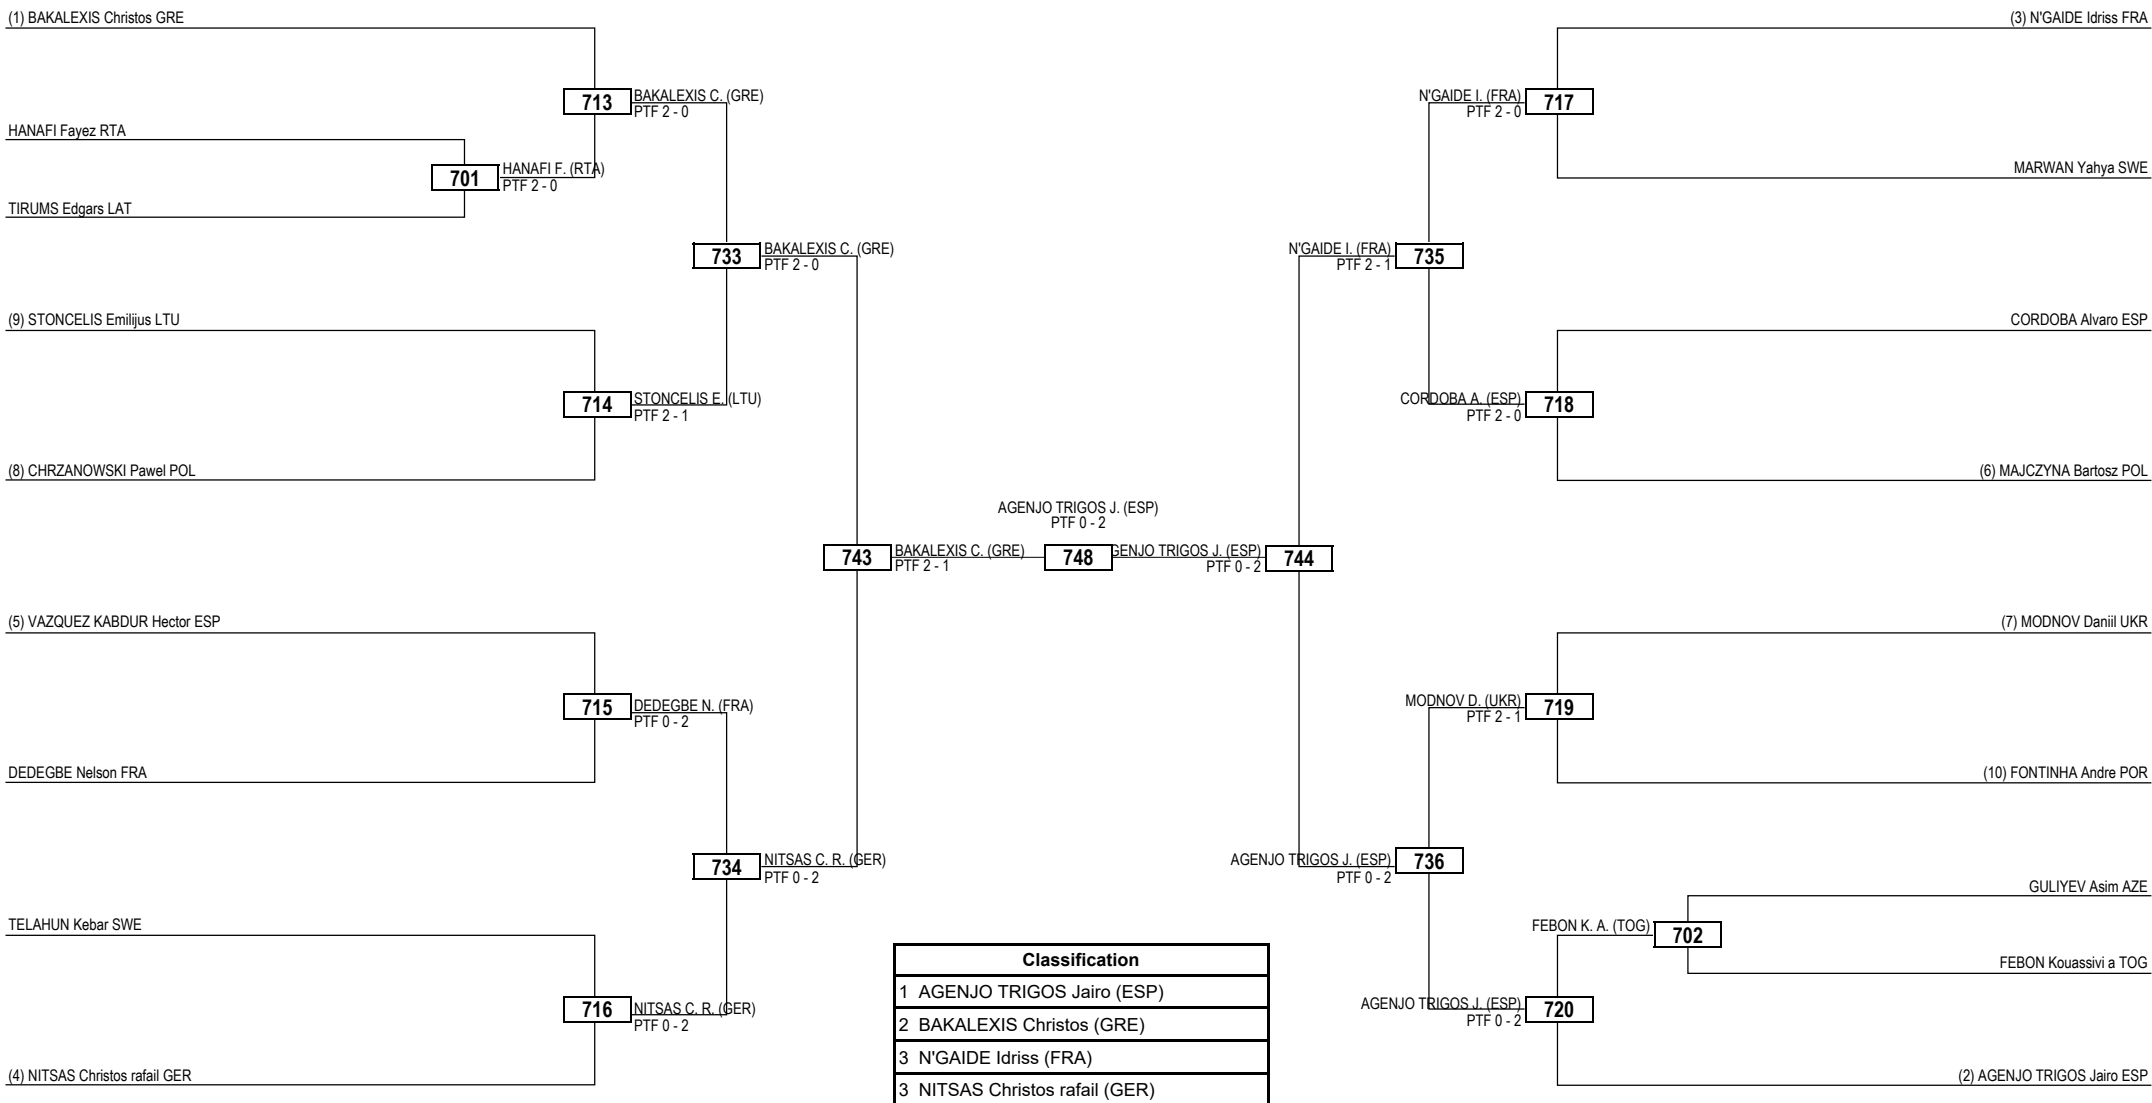 (1) BAKALEXIS Christos GRE
(3) N'GAIDE Idriss FRA
713
BAKALEXIS C. (GRE)
PTF 2 - 0
N'GAIDE I. (FRA)
PTF 2 - 0
717
HANAFI Fayez RTA
701
HANAFI F. (RTA)
PTF 2 - 0
MARWAN Yahya SWE
TIRUMS Edgars LAT
733
BAKALEXIS C. (GRE)
PTF 2 - 0
N'GAIDE I. (FRA)
PTF 2 - 1
735
(9) STONCELIS Emilijus LTU
CORDOBA Alvaro ESP
714
STONCELIS E. (LTU)
PTF 2 - 1
CORDOBA A. (ESP)
PTF 2 - 0
718
(8) CHRZANOWSKI Pawel POL
(6) MAJCZYNA Bartosz POL
AGENJO TRIGOS J. (ESP)
PTF 0 - 2
743
BAKALEXIS C. (GRE)
PTF 2 - 1
748
GENJO TRIGOS J. (ESP)
PTF 0 - 2
744
(5) VAZQUEZ KABDUR Hector ESP
(7) MODNOV Daniil UKR
715
DEDEGBE N. (FRA)
PTF 0 - 2
MODNOV D. (UKR)
PTF 2 - 1
719
DEDEGBE Nelson FRA
(10) FONTINHA Andre POR
734
NITSAS C. R. (GER)
PTF 0 - 2
AGENJO TRIGOS J. (ESP)
PTF 0 - 2
736
GULIYEV Asim AZE
TELAHUN Kebar SWE
FEBON K. A. (TOG)
702
FEBON Kouassivi a TOG
716
NITSAS C. R. (GER)
PTF 0 - 2
AGENJO TRIGOS J. (ESP)
PTF 0 - 2
720
(4) NITSAS Christos rafail GER
(2) AGENJO TRIGOS Jairo ESP
Classification
1 AGENJO TRIGOS Jairo (ESP)
2 BAKALEXIS Christos (GRE)
3 N'GAIDE Idriss (FRA)
3 NITSAS Christos rafail (GER)